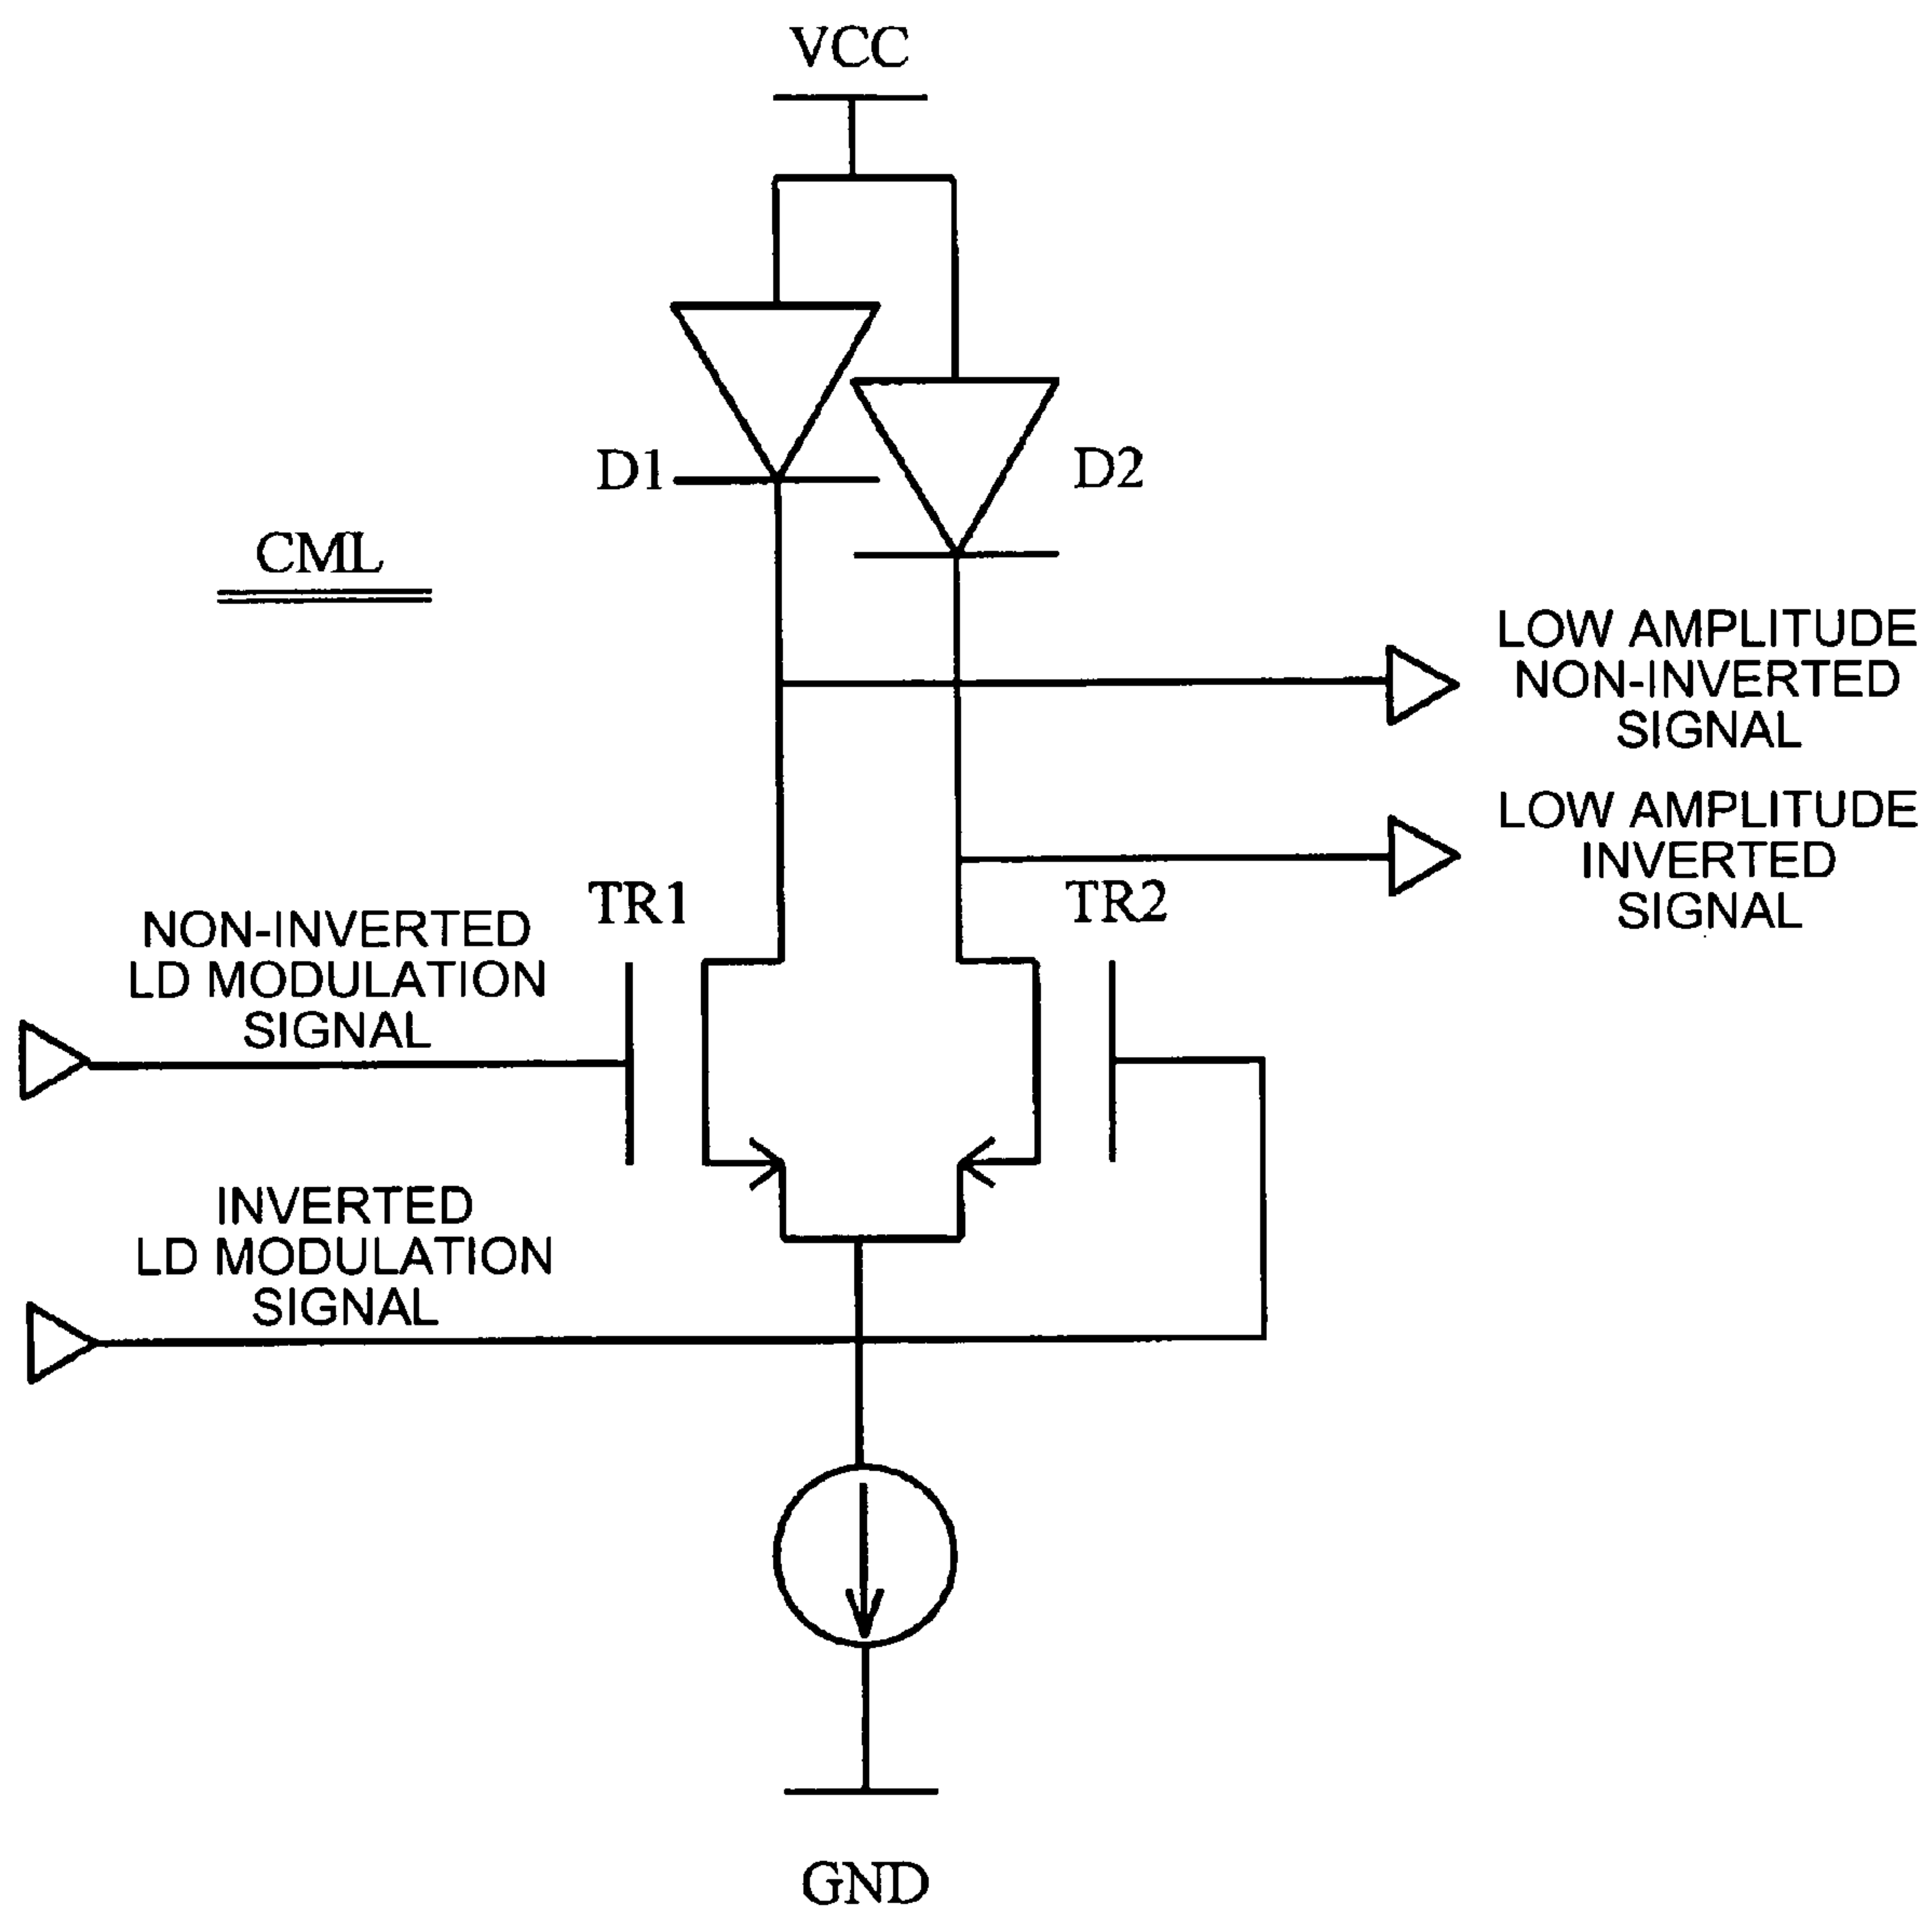 VCC
D1
D2
CML
LOW AMPLITUDE
NON-INVERTED
SIGNAL
LOW AMPLITUDE
INVERTED
SIGNAL
TR1
TR2
NON-INVERTED
LD MODULATION
SIGNAL
INVERTED
LD MODULATION
SIGNAL
GND